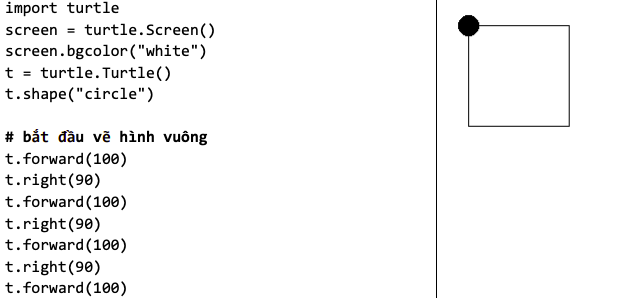 import turtle
screen = turtle.Screen()
screen.bgcolor("white")
t = turtle.Turtle()
t.shape("circle")
# bắt đầu vẽ hình vuông
t.forward(100)
t.right(90)
t.forward(100)
t.right(90)
t.forward(100)
t.right(90)
t.forward(100)